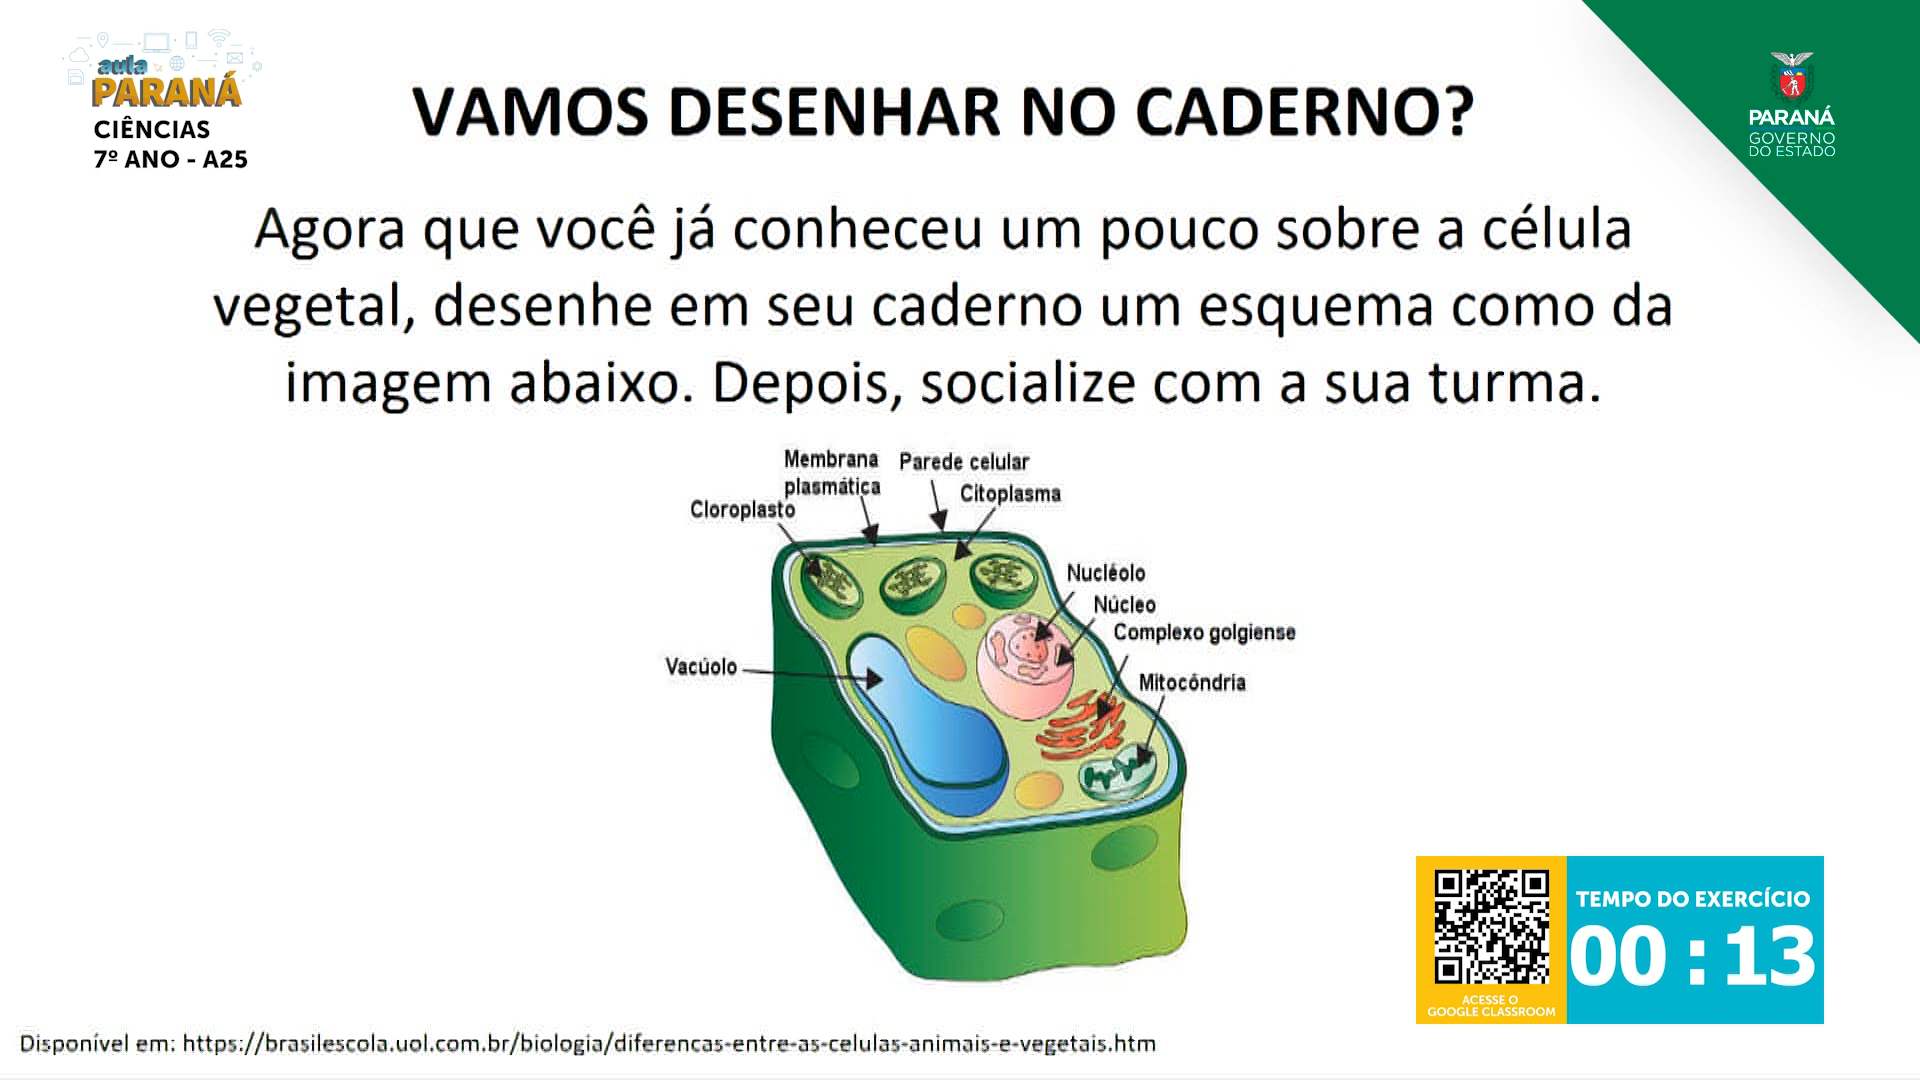 aula
PARANÁ
CIÊNCIAS
7º ANO - A25
VAMOS DESENHAR NO CADERNO?
PARANÁ
GOVERNO
DO ESTADO
Agora que você já conheceu um pouco sobre a célula
vegetal, desenhe em seu caderno um esquema como da
imagem abaixo. Depois, socialize com a sua turma.
Membrana
plasmática
Parede celular
Citoplasma
Cloroplasto
Nucléolo
Núcleo
Complexo golgiense
Vacúolo
Mitocôndria
TEMPO DO EXERCÍCIO
00 : 13
ACESSE O
GOOGLE CLASSROOM
Disponível em: https://brasilescola.uol.com.br/biologia/diferencas-entre-as-celulas-animais-e-vegetais.htm